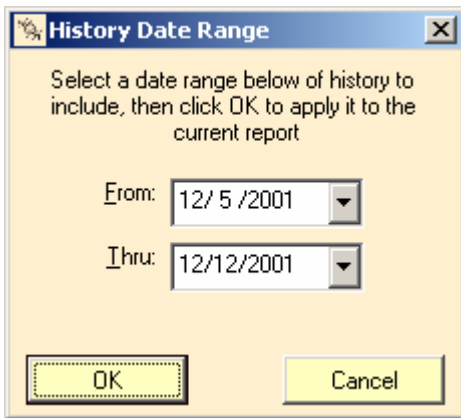 History Date Range
Select a date range below of history to
include, then click OK to apply it to the
current report
From: 12/ 5 /2001
Thru: 12/12/2001
OK Cancel